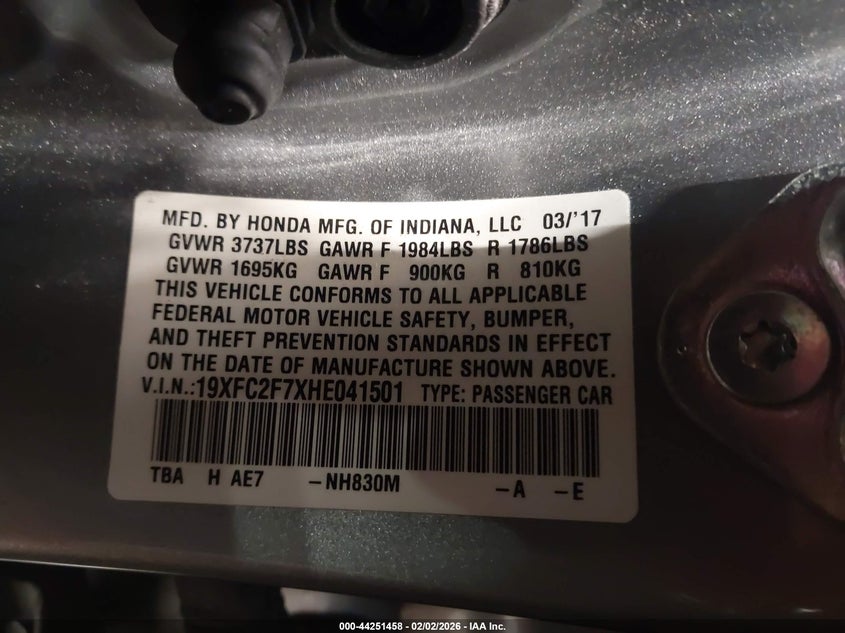 MFD. BY HONDA MFG. OF INDIANA, LLC 03/'17
GVWR 3737LBS GAWR F 1984LBS R 1786LBS
GVWR 1695KG GAWR F 900KG R 810KG
THIS VEHICLE CONFORMS TO ALL APPLICABLE
FEDERAL MOTOR VEHICLE SAFETY, BUMPER,
AND THEFT PREVENTION STANDARDS IN EFFECT
ON THE DATE OF MANUFACTURE SHOWN ABOVE.
V.I.N.:19XFC2F7XHE041501 TYPE: PASSENGER CAR
TBA H AE7 -NH830M -A -E
000-44251458 - 02/02/2026 - IAA Inc.